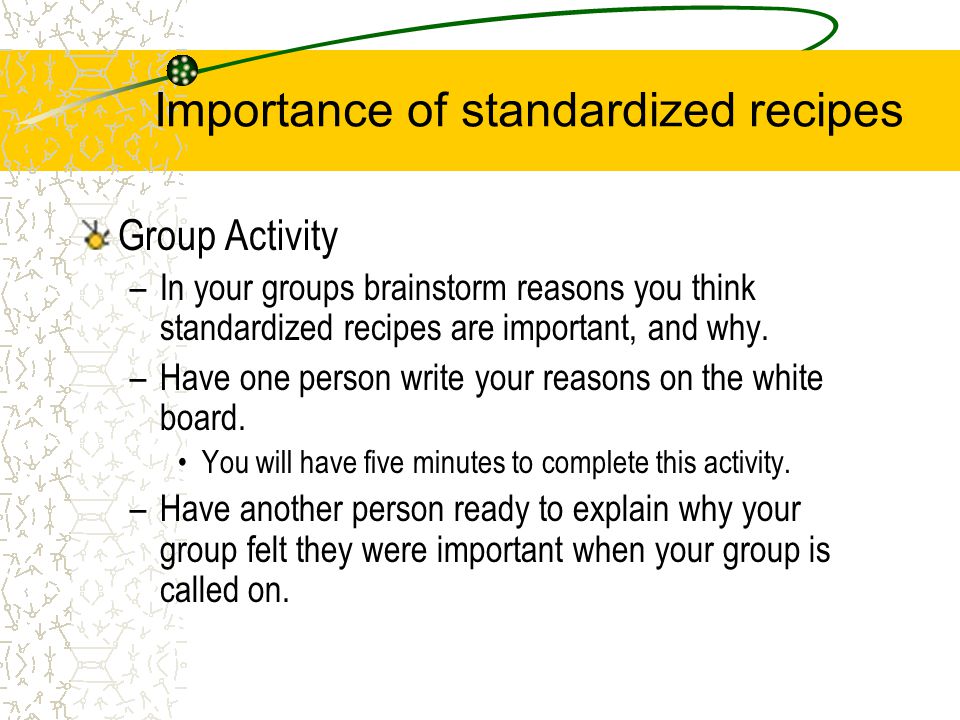 Importance of standardized recipes
Group Activity
–In your groups brainstorm reasons you think
standardized recipes are important, and why.
–Have one person write your reasons on the white
board.
• You will have five minutes to complete this activity.
–Have another person ready to explain why your
group felt they were important when your group is
called on.